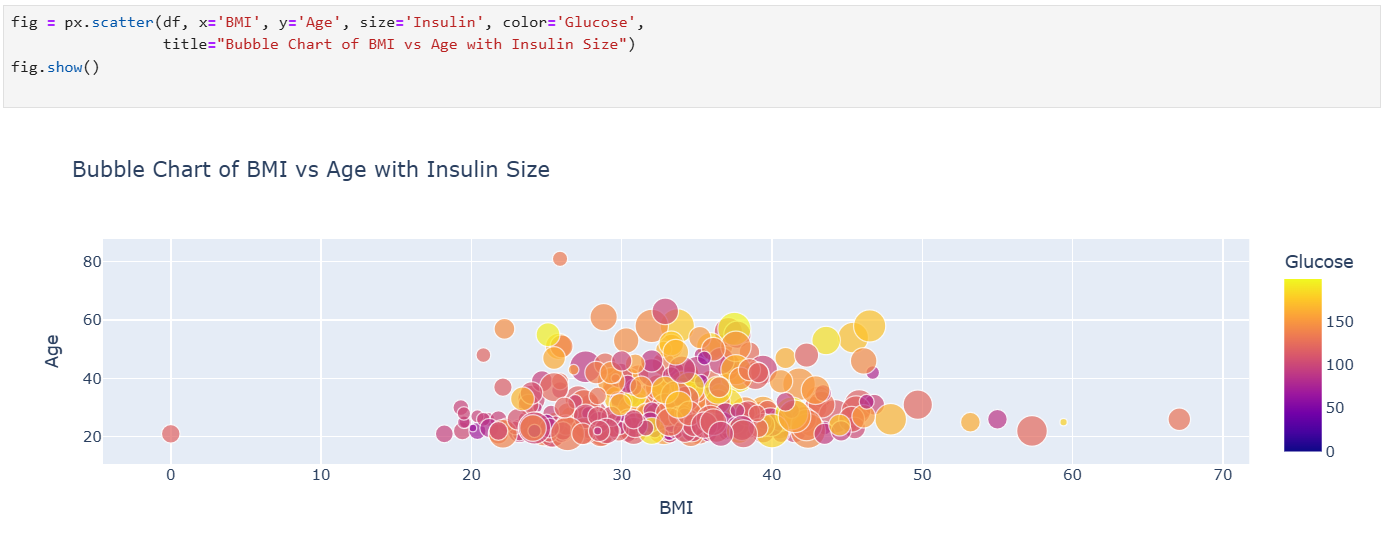 fig = px.scatter(df, x='BMI', y='Age', size='Insulin', color='Glucose',
title="Bubble Chart of BMI vs Age with Insulin Size")
fig.show()
Bubble Chart of BMI vs Age with Insulin Size
Glucose
80
60
40
20
Age
150
100
50
0
0 10 20 30 40 50 60 70
BMI